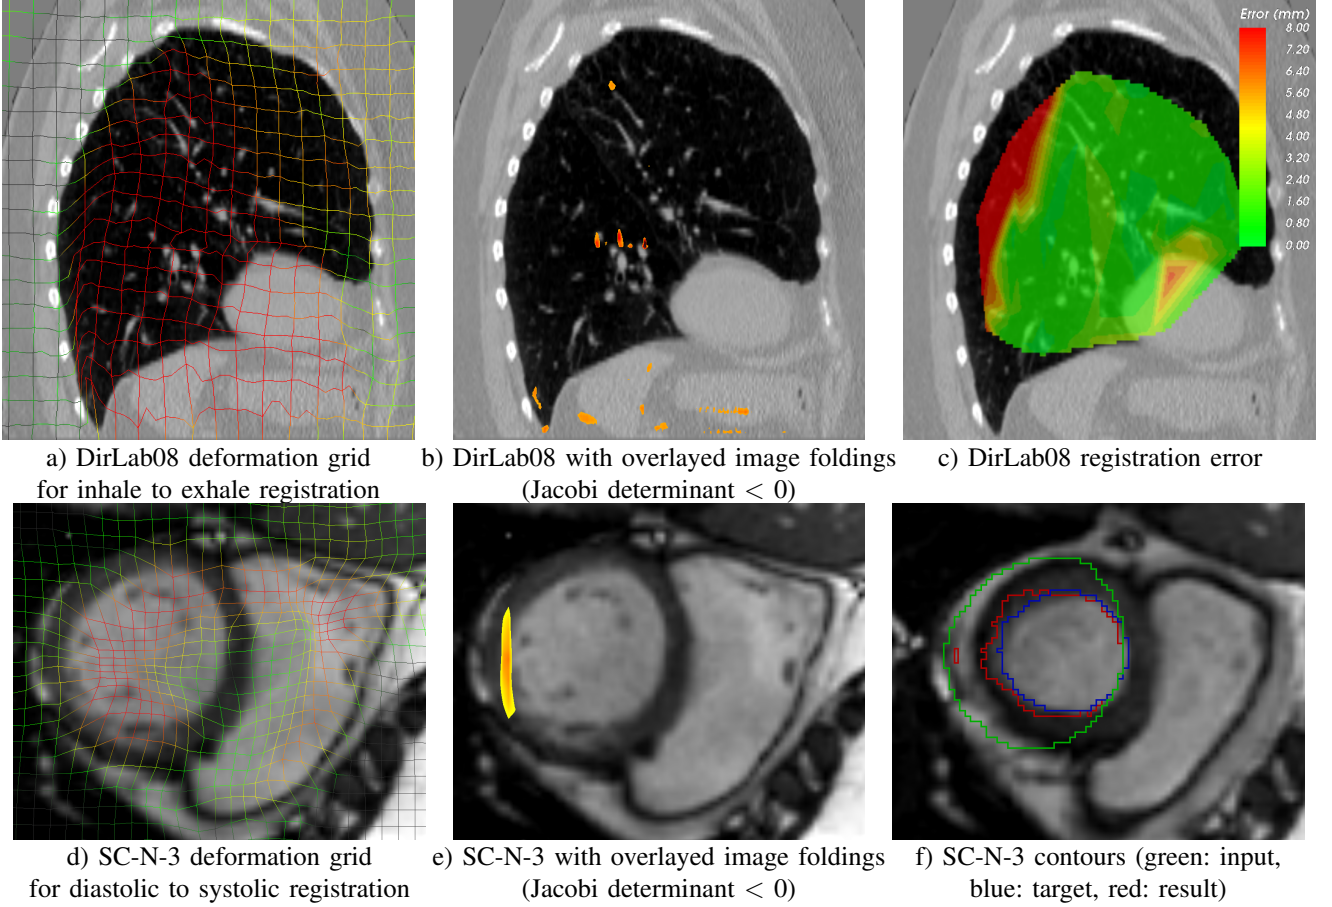 Error (mm)
8.00
7.20
6.40
5.60
4.80
4.00
3.20
2.40
1.60
0.80
0.00
a) DirLab08 deformation grid
for inhale to exhale registration
b) DirLab08 with overlayed image foldings
(Jacobi determinant < 0)
c) DirLab08 registration error
d) SC-N-3 deformation grid
for diastolic to systolic registration
e) SC-N-3 with overlayed image foldings
(Jacobi determinant < 0)
f) SC-N-3 contours (green: input,
blue: target, red: result)